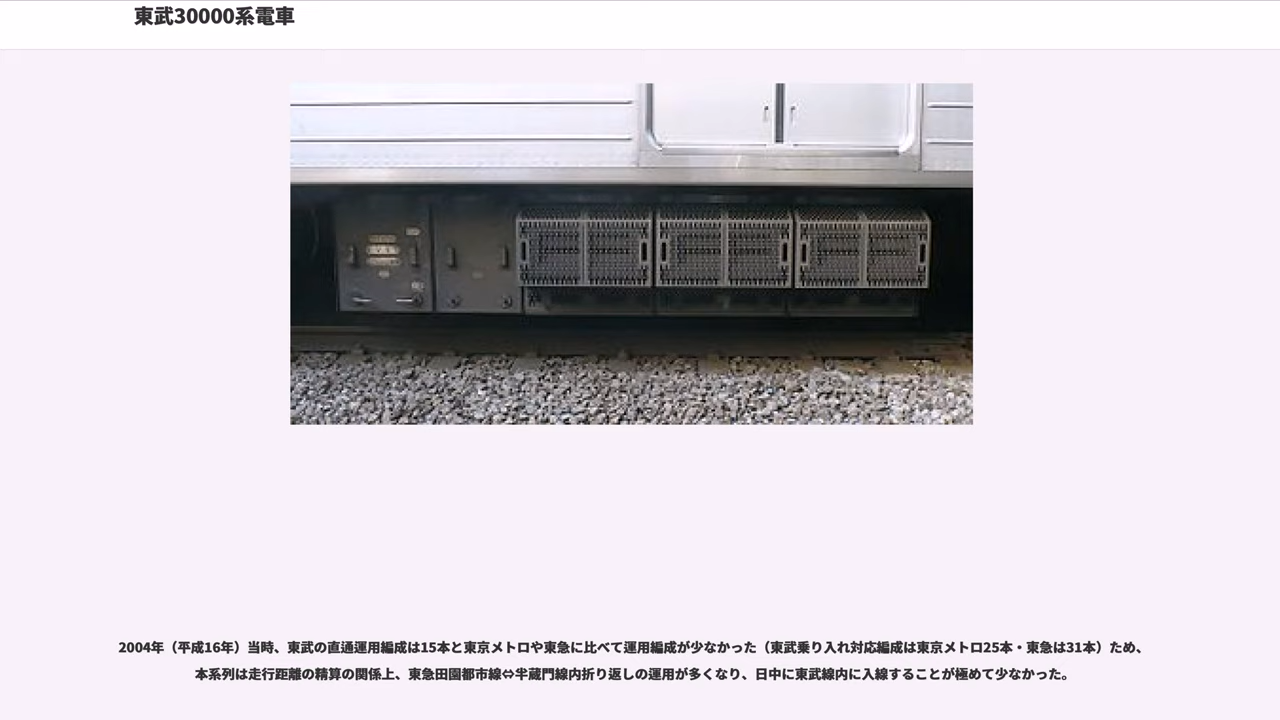 東武30000系電車
2004年（平成16年）当時、東武の直通運用編成は15本と東京メトロや東急に比べて運用編成が少なかった（東武乗り入れ対応編成は東京メトロ25本・東急は31本）ため、
本系列は走行距離の精算の関係上、東急田園都市線⇔半蔵門線内折り返しの運用が多くなり、日中に東武線内に入線することが極めて少なかった。